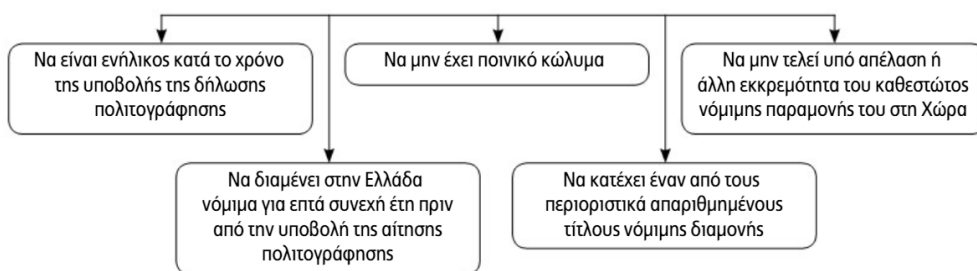 Να είναι ενήλικος κατά το χρόνο
της υποβολής της δήλωσης
πολιτογράφησης
Να μην έχει ποινικό κώλυμα
Να μην τελεί υπό απέλαση ή
άλλη εκκρεμότητα του καθεστώτος
νόμιμης παραμονής του στη Χώρα
Να διαμένει στην Ελλάδα
νόμιμα για επτά συνεχή έτη πριν
από την υποβολή της αίτησης
πολιτογράφησης
Να κατέχει έναν από τους
περιοριστικά απαριθμημένους
τίτλους νόμιμης διαμονής